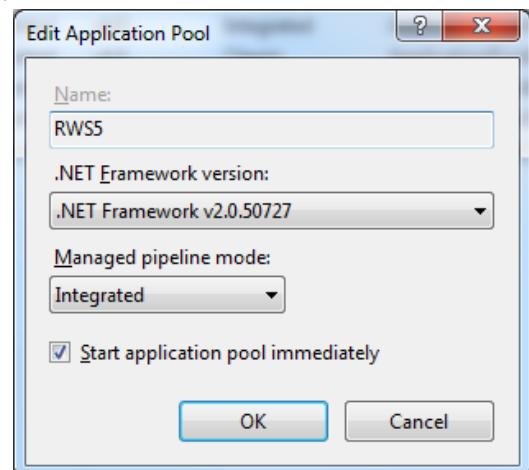 Edit Application Pool
Name:
RWS5
.NET Framework version:
.NET Framework v2.0.50727
Managed pipeline mode:
Integrated
Start application pool immediately
OK
Cancel